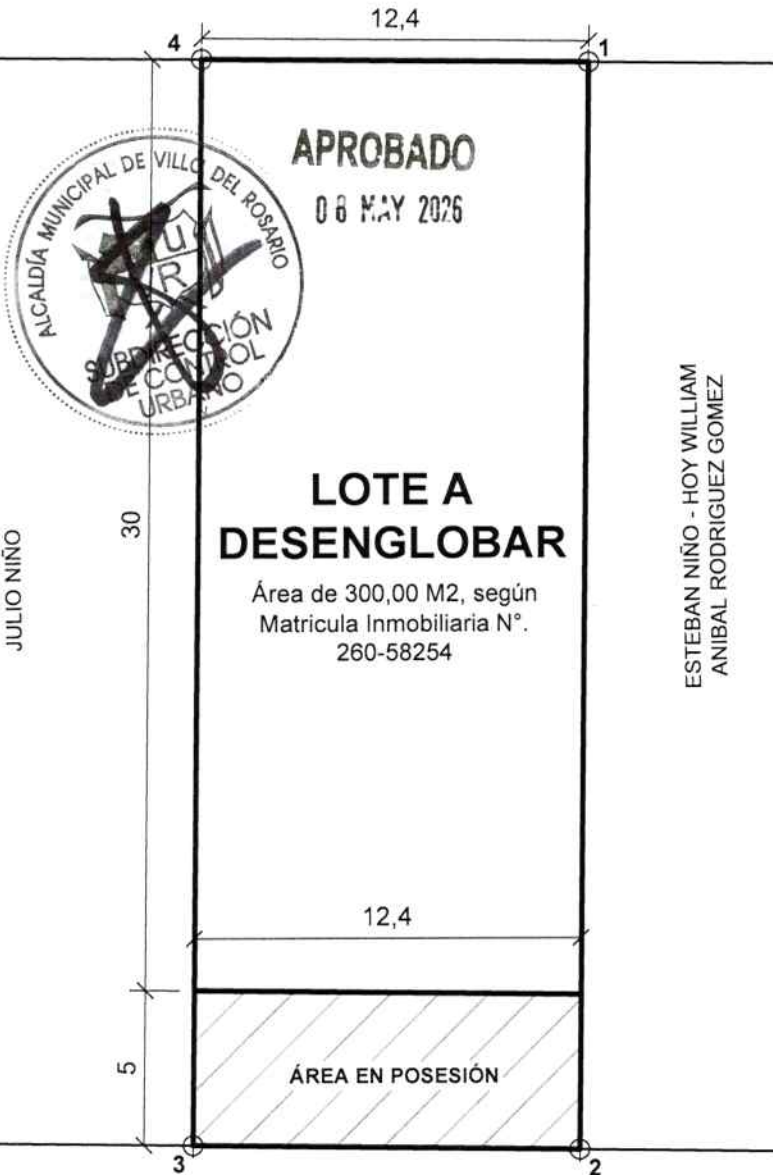 12,4
4
1
APROBADO
08 MAY 2026
ALCALDÍA MUNICIPAL DE VILLA DEL ROSARIO
U
R
SUBDIRECCIÓN
DE CONTROL
URBANO
30
JULIO NIÑO
LOTE A
DESENGLOBAR
Área de 300,00 M2, según
Matricula Inmobiliaria N°.
260-58254
ESTEBAN NIÑO - HOY WILLIAM
ANIBAL RODRIGUEZ GOMEZ
12,4
5
ÁREA EN POSESIÓN
3
2